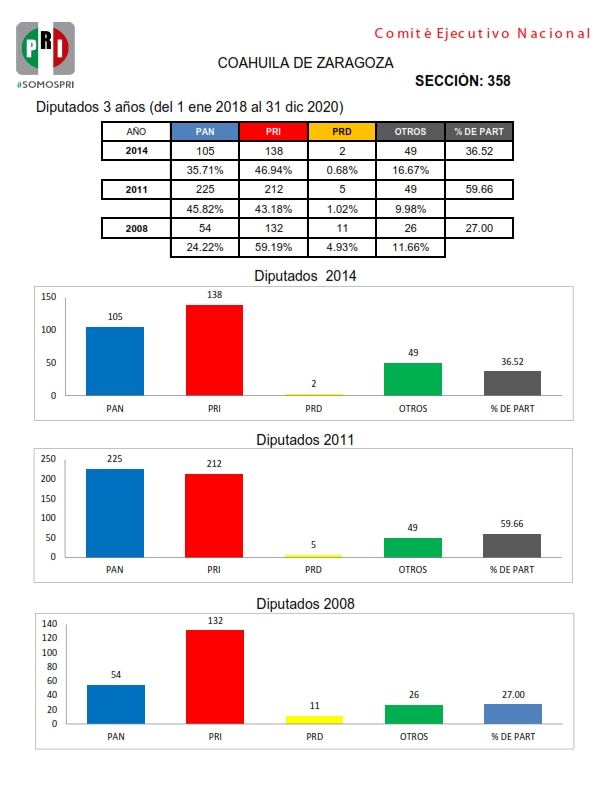 Comité Ejecutivo Nacional
PRI
#SOMOSPRI
COAHUILA DE ZARAGOZA
SECCIÓN: 358
Diputados 3 años (del 1 ene 2018 al 31 dic 2020)
AÑO PAN PRI PRD OTROS % DE PART
2014 105 138 2 49 36.52
35.71% 46.94% 0.68% 16.67%
2011 225 212 5 49 59.66
45.82% 43.18% 1.02% 9.98%
2008 54 132 11 26 27.00
24.22% 59.19% 4.93% 11.66%
Diputados 2014
150
100
50
0
105 138 2 49 36.52
PAN PRI PRD OTROS % DE PART
Diputados 2011
250
200
150
100
50
0
225 212 5 49 59.66
PAN PRI PRD OTROS % DE PART
Diputados 2008
140
120
100
80
60
40
20
0
54 132 11 26 27.00
PAN PRI PRD OTROS % DE PART